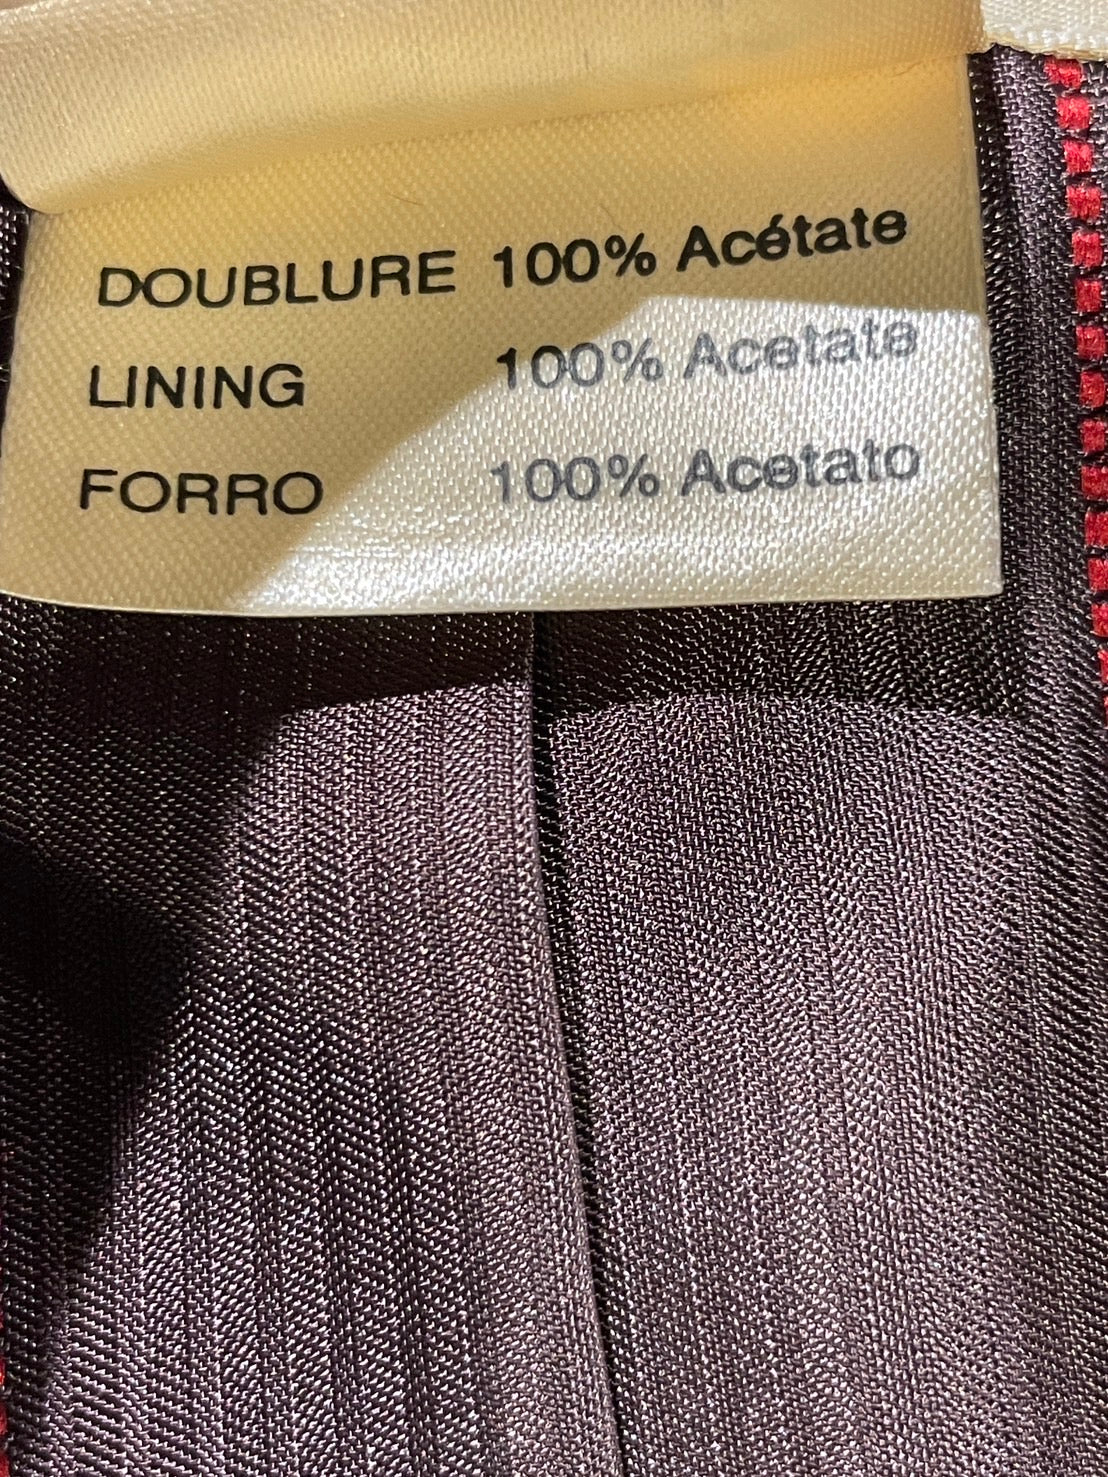 DOUBLURE 100% Acétate
LINING 100% Acetate
FORRO 100% Acetato